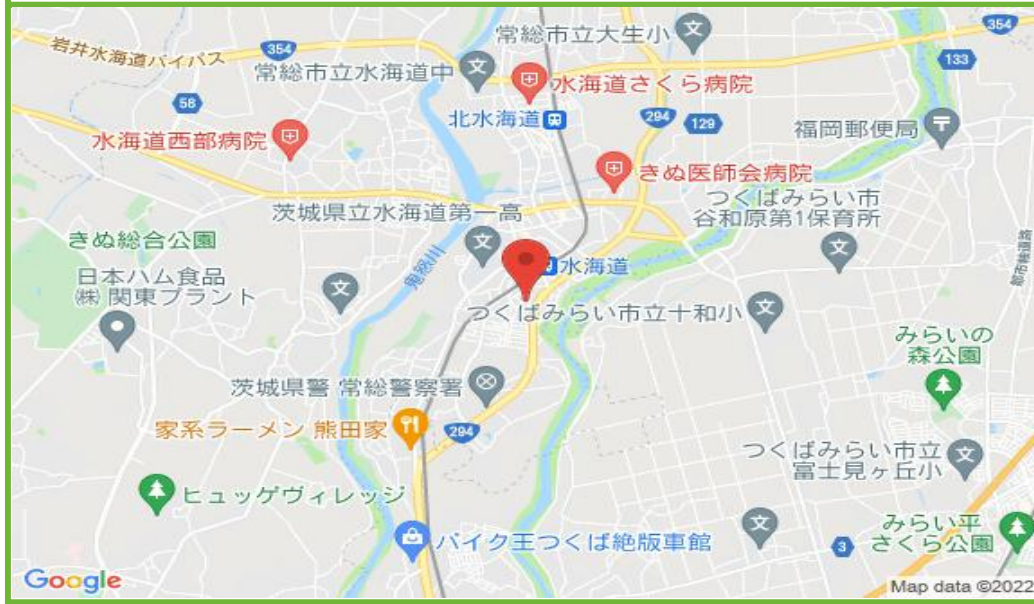 常総市立大生小
354
岩井水海道バイパス
354
常総市立水海道中
133
水海道さくら病院
58
北水海道
294
129
福岡郵便局
水海道西部病院
きぬ医師会病院
つくばみらい市
谷和原第1保育所
茨城県立水海道第一高
きぬ総合公園
鬼怒川
水海道
都市軸道路
日本ハム食品
㈱ 関東プラント
つくばみらい市立十和小
みらいの
森公園
茨城県警 常総警察署
家系ラーメン 熊田家
294
つくばみらい市立
富士見ヶ丘小
ヒュッゲヴィレッジ
バイク王つくば絶版車館
3
みらい平
さくら公園
Google
Map data ©2022